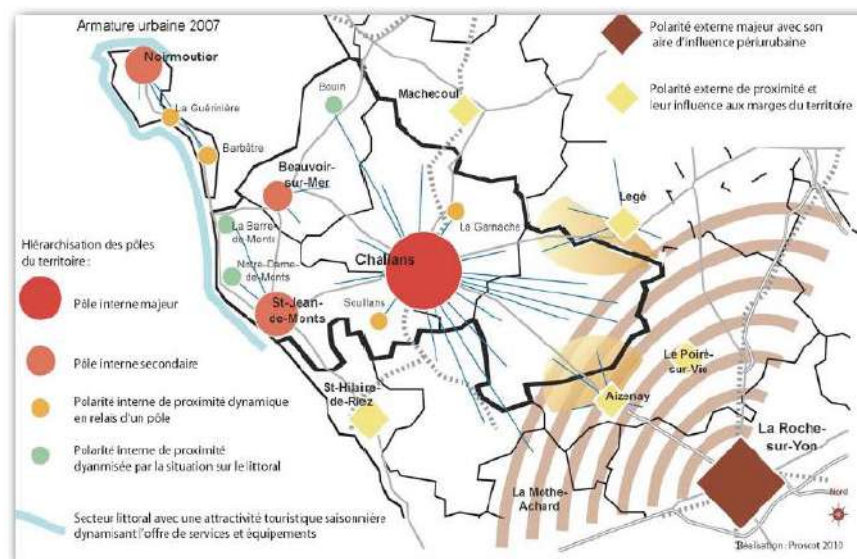 Armature urbaine 2007
Polarité externe majeur avec son
aire d'influence périurbaine
Polarité externe de proximité et
leur influence aux marges du territoire
Noirmoutier
La Guérinière
Barbâtre
Bouin
Machecoul
Beauvoir-
sur-Mer
La Garnache
Legé
La Barre-
de-Monts
Notre-Dame-
de-Monts
Challans
St-Jean-
de-Monts
Soullans
St-Hilaire-
de-Riez
Le Poiré-
sur-Vie
Aizenay
La Roche-
sur-Yon
La Mothe-
Achard
Nord
Hiérarchisation des pôles
du territoire :
Pôle interne majeur
Pôle interne secondaire
Polarité interne de proximité dynamique
en relais d'un pôle
Polarité interne de proximité
dyanmisée par la situation sur le littoral
Secteur littoral avec une attractivité touristique saisonnière
dynamisant l'offre de services et équipements
Réalisation : Proscot 2010